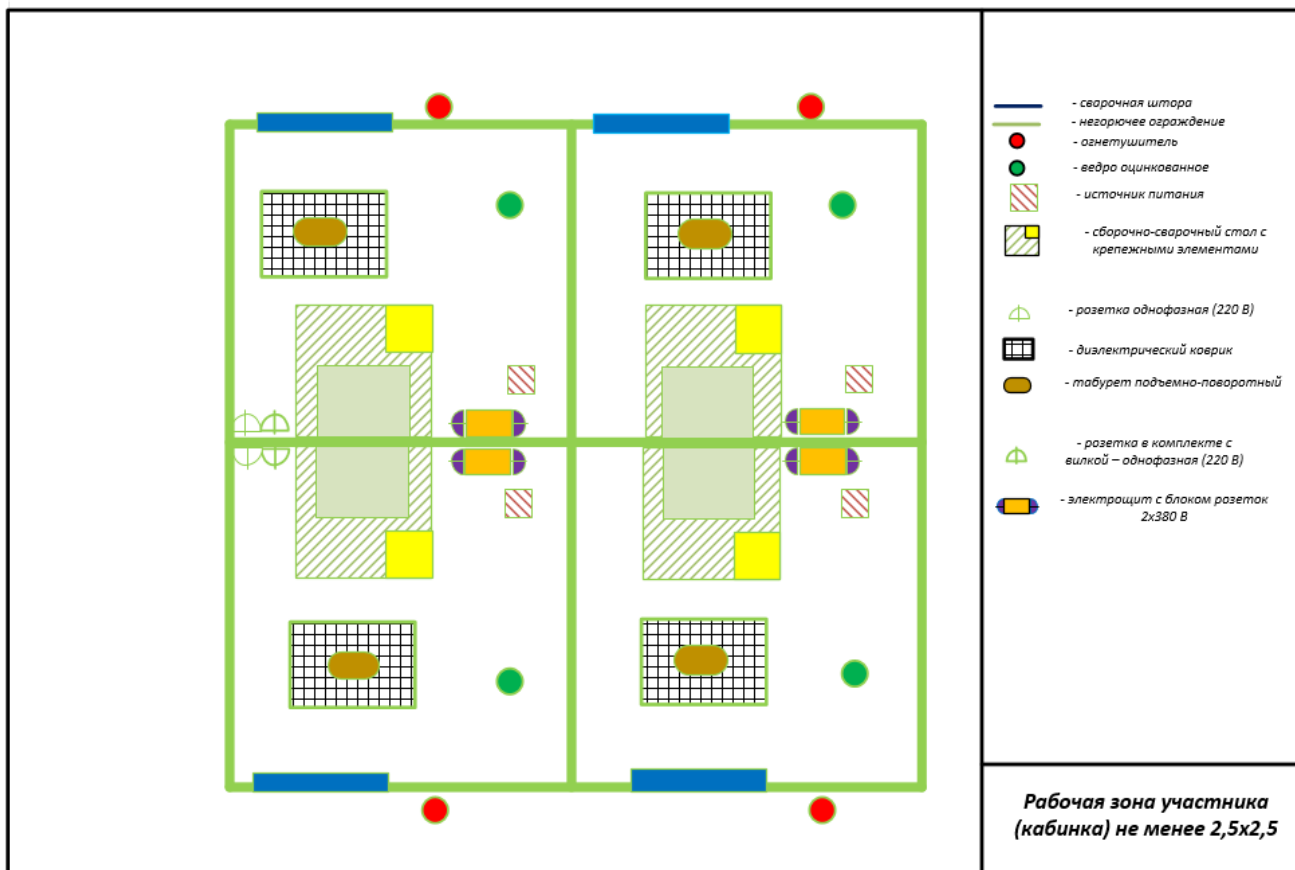 - сварочная штора
- негорючее ограждение
- огнетушитель
- ведро оцинкованное
- источник питания
- сборочно-сварочный стол с
крепежными элементами
- розетка однофазная (220 В)
- диэлектрический коврик
- табурет подъемно-поворотный
- розетка в комплекте с
вилкой – однофазная (220 В)
- электрощит с блоком розеток
2х380 В
Рабочая зона участника
(кабинка) не менее 2,5х2,5